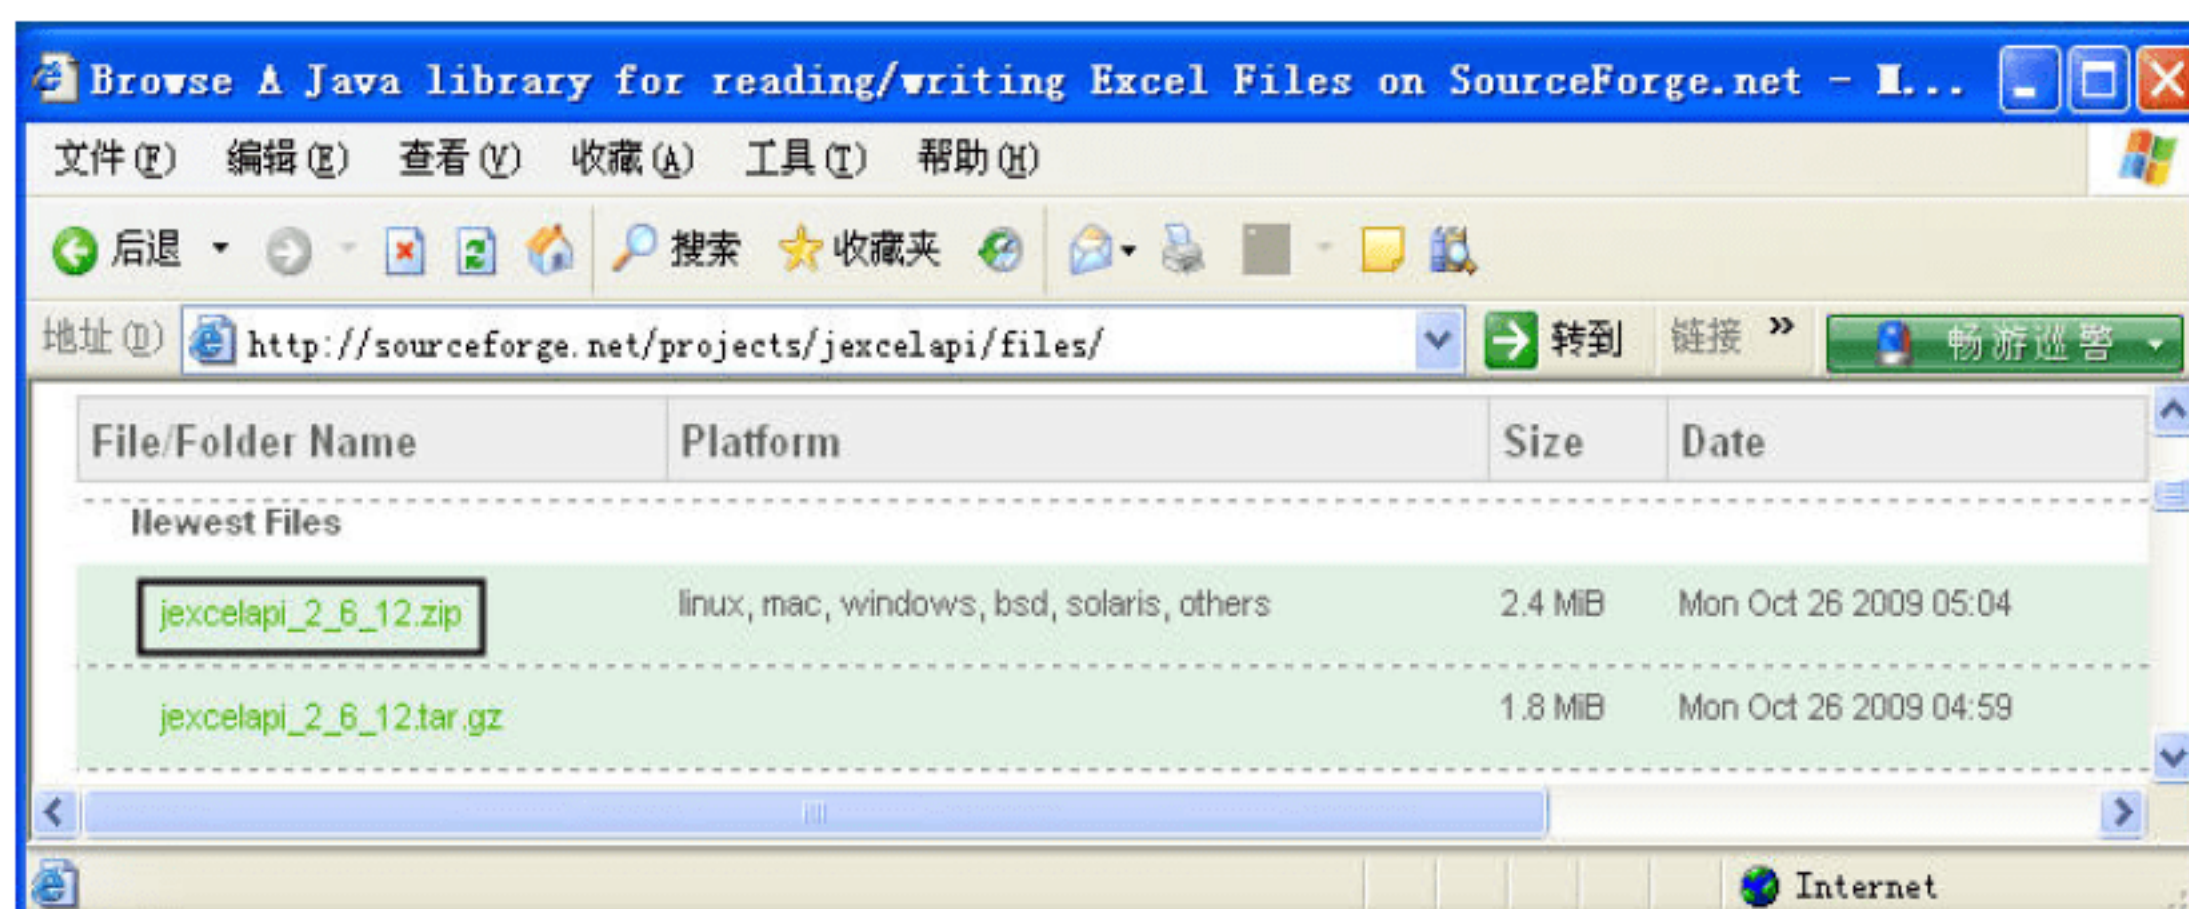 Browse A Java library for reading/writing Excel Files on SourceForge.net - M...
文件(F) 编辑(E) 查看(V) 收藏(A) 工具(T) 帮助(H)
后退 搜索 收藏夹
地址(D) http://sourceforge.net/projects/jexcelapi/files/ 转到 链接 » 畅游巡警
File/Folder Name Platform Size Date
Newest Files
jexcelapi_2_6_12.zip linux, mac, windows, bsd, solaris, others 2.4 MiB Mon Oct 26 2009 05:04
jexcelapi_2_6_12.tar.gz 1.8 MiB Mon Oct 26 2009 04:59
Internet